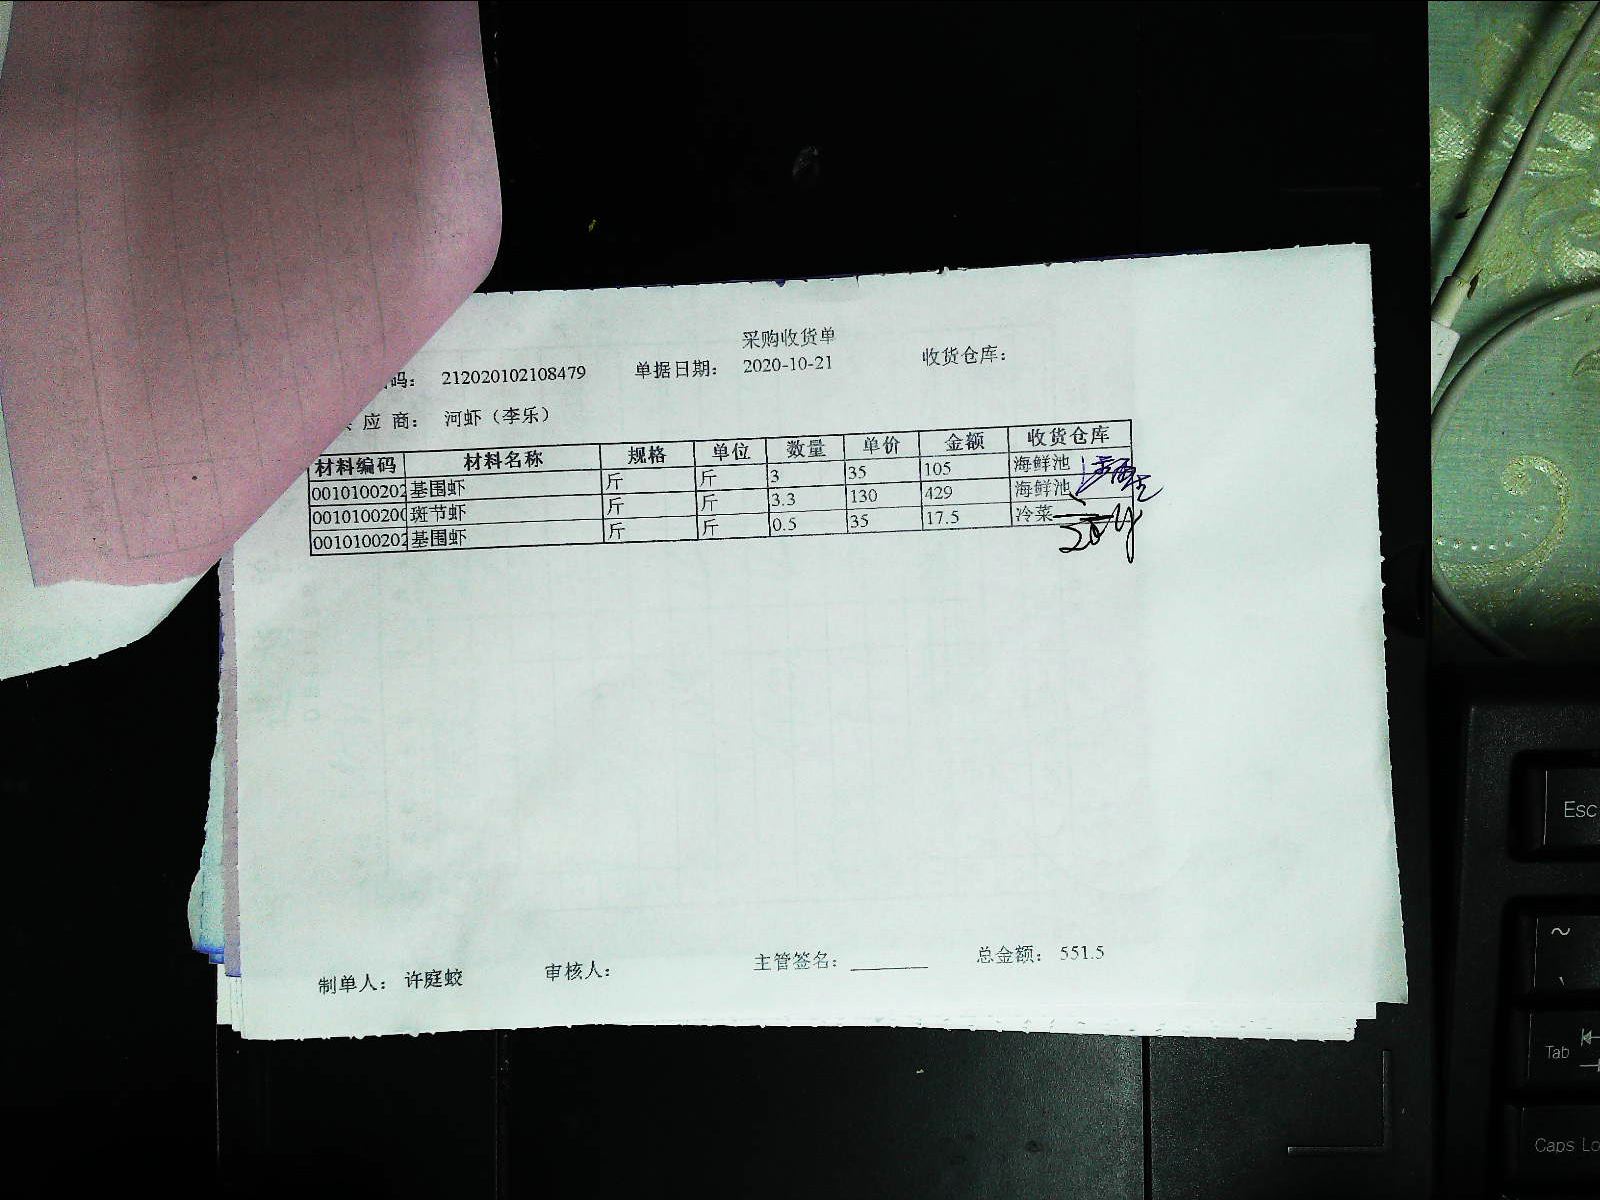 采购收货单
码： 212020102108479 单据日期： 2020-10-21 收货仓库：
应 商： 河虾（李乐）
材料编码 材料名称 规格 单位 数量 单价 金额 收货仓库
0010100202 基围虾 斤 斤 3 35 105 海鲜池
001010020 斑节虾 斤 斤 3.3 130 429 海鲜池
0010100202 基围虾 斤 斤 0.5 35 17.5 冷菜
制单人： 许庭蛟 审核人： 主管签名： 总金额： 551.5
Esc
~
Tab
Caps Lo